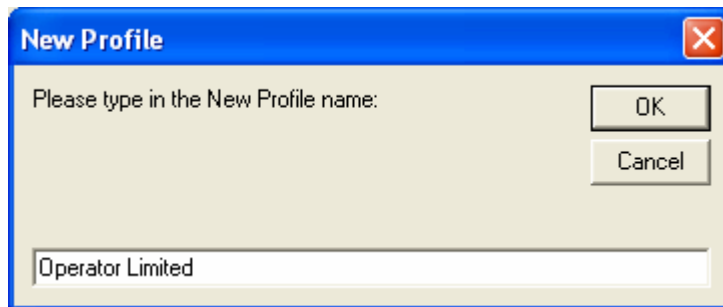 New Profile
Please type in the New Profile name:
OK
Cancel
Operator Limited